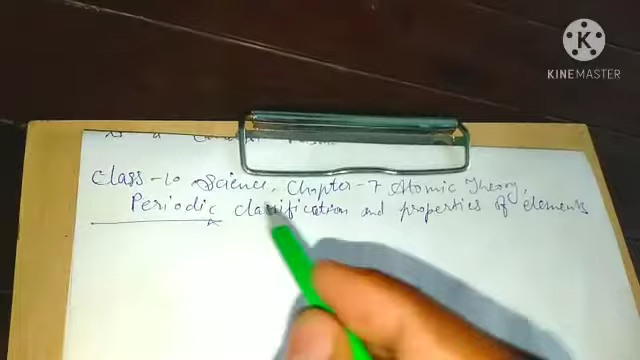 KINEMASTER
Class-10 Science, Chapter-7 Atomic Theory,
Periodic classification and properties of elements